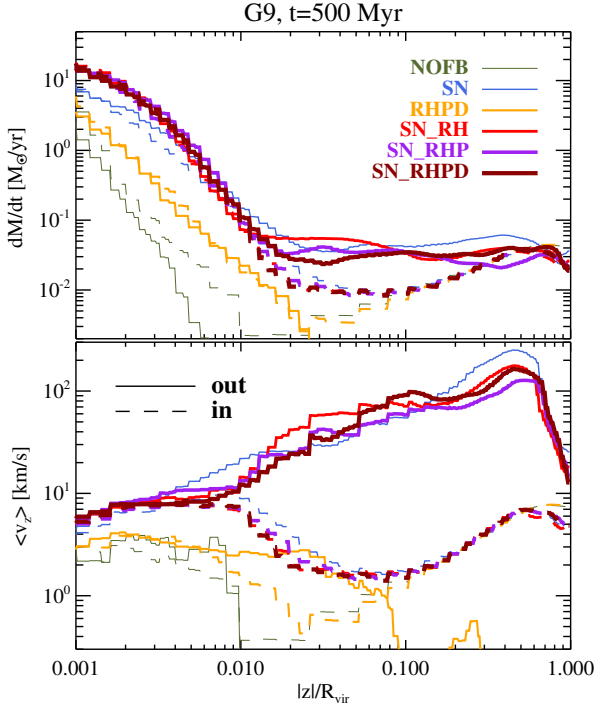 G9, t=500 Myr
dM/dt [M⊙/yr]
10¹
10⁰
10⁻¹
10⁻²
NOFB
SN
RHPD
SN_RH
SN_RHP
SN_RHPD
<v_z> [km/s]
10²
10¹
10⁰
out
in
0.001
0.010
0.100
1.000
|z|/R_vir